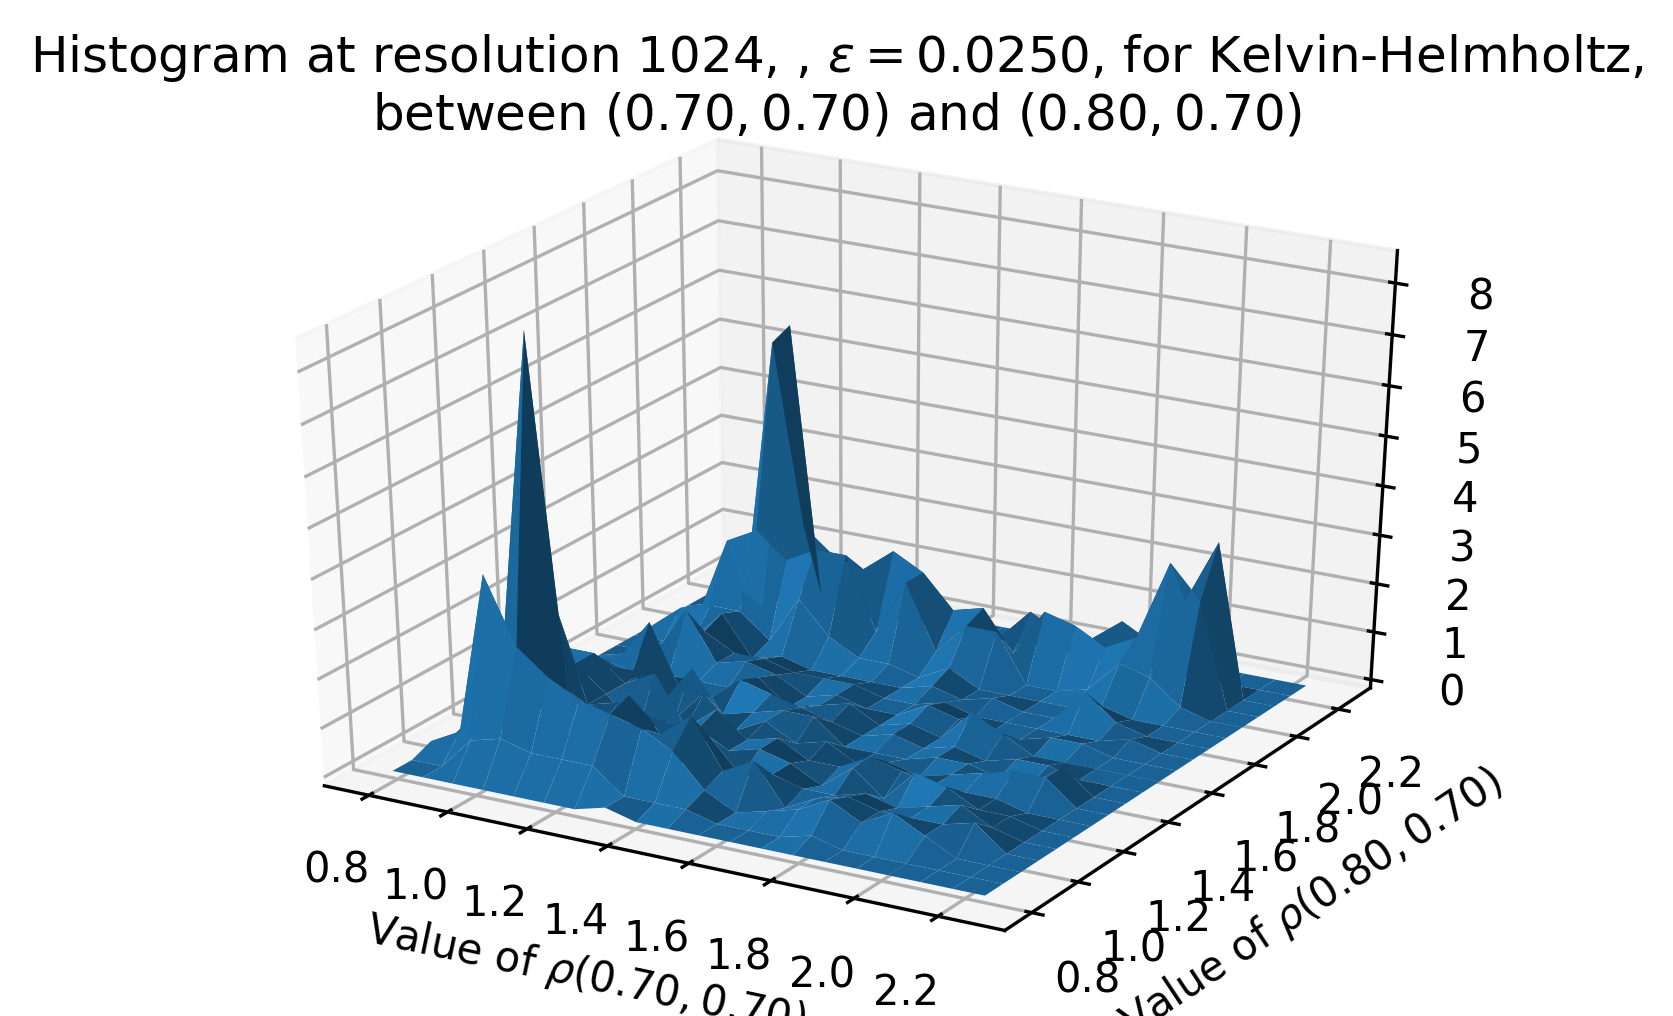 Histogram at resolution 1024, , ε = 0.0250, for Kelvin-Helmholtz,
between (0.70, 0.70) and (0.80, 0.70)
8
7
6
5
4
3
2
1
0
0.8 1.0 1.2 1.4 1.6 1.8 2.0 2.2
Value of ρ(0.70, 0.70)
0.8 1.0 1.2 1.4 1.6 1.8 2.0 2.2
Value of ρ(0.80, 0.70)